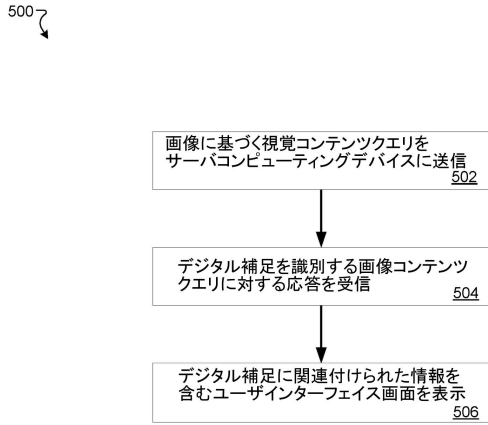 500
画像に基づく視覚コンテンツクエリを
サーバコンピューティングデバイスに送信
502
デジタル補足を識別する画像コンテンツ
クエリに対する応答を受信
504
デジタル補足に関連付けられた情報を
含むユーザインターフェイス画面を表示
506